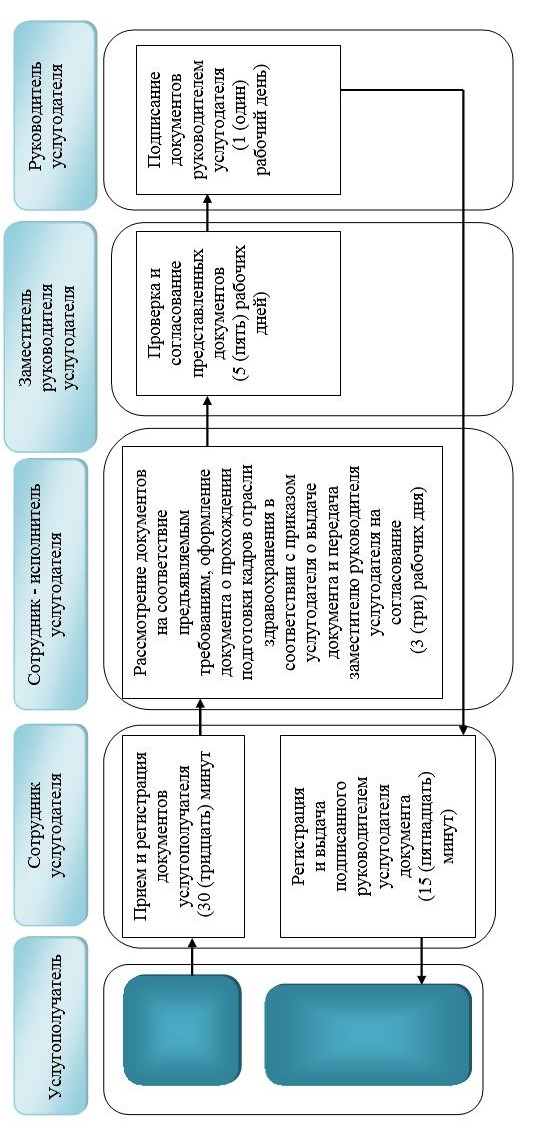 Услугополучатель
Сотрудник
услугодателя
Сотрудник - исполнитель
услугодателя
Заместитель
руководителя
услугодателя
Руководитель
услугодателя
Прием и регистрация
документов
услугополучателя
(30 (тридцать) минут
Регистрация
и выдача
подписанного
руководителем
услугодателя
документа
(15 (пятнадцать)
минут)
Рассмотрение документов
на соответствие
предъявляемым
требованиям, оформление
документа о прохождении
подготовки кадров отрасли
здравоохранения в
соответствии с приказом
услугодателя о выдаче
документа и передача
заместителю руководителя
услугодателя на
согласование
(3 (три) рабочих дня)
Проверка и
согласование
представленных
документов
(5 (пять) рабочих
дней)
Подписание
документов
руководителем
услугодателя
(1 (один)
рабочий день)